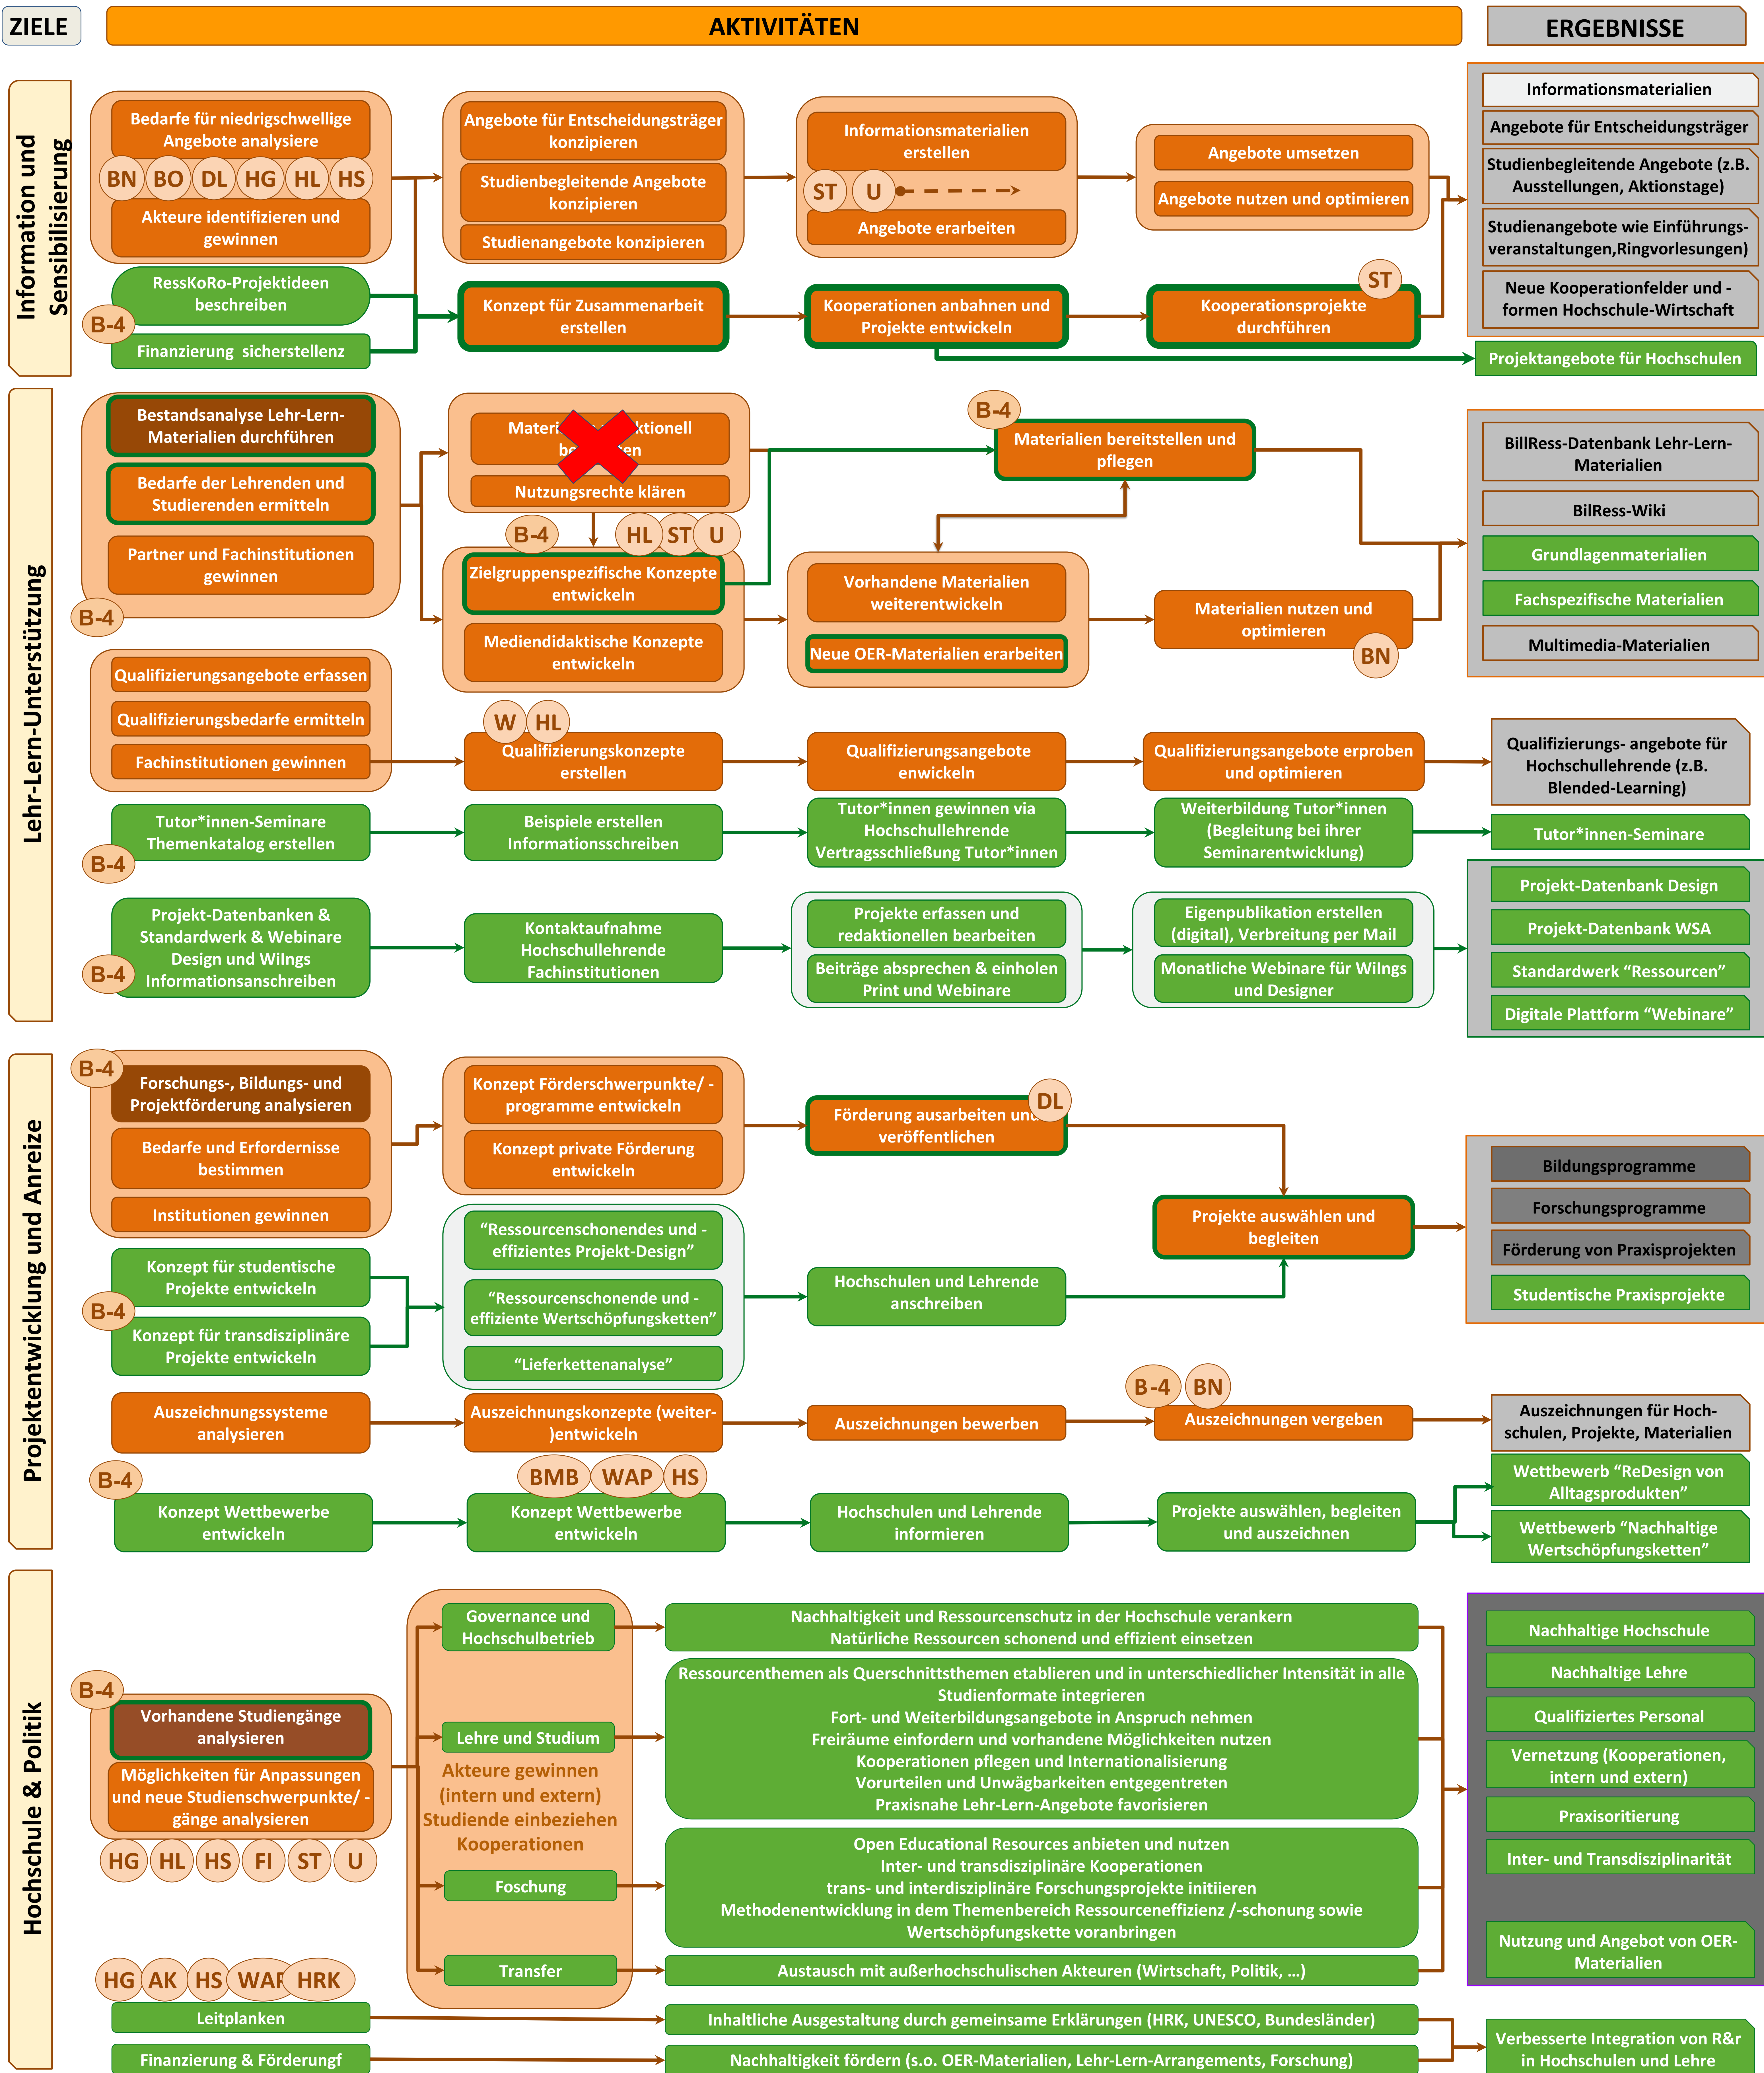 ZIELE
AKTIVITÄTEN
ERGEBNISSE
Information und
Sensibilisierung
Bedarfe für niedrigschwellige
Angebote analysiere
BN BO DL HG HL HS
Akteure identifizieren und
gewinnen
Angebote für Entscheidungsträger
konzipieren
Studienbegleitende Angebote
konzipieren
Studienangebote konzipieren
Informationsmaterialien
erstellen
ST U
Angebote erarbeiten
Angebote umsetzen
Angebote nutzen und optimieren
Informationsmaterialien
Angebote für Entscheidungsträger
Studienbegleitende Angebote (z.B.
Ausstellungen, Aktionstage)
Studienangebote wie Einführungs-
veranstaltungen,Ringvorlesungen)
Neue Kooperationfelder und -
formen Hochschule-Wirtschaft
RessKoRo-Projektideen
beschreiben
B-4
Finanzierung sicherstellenz
Konzept für Zusammenarbeit
erstellen
Kooperationen anbahnen und
Projekte entwickeln
ST
Kooperationsprojekte
durchführen
Projektangebote für Hochschulen
Lehr-Lern-Unterstützung
Bestandsanalyse Lehr-Lern-
Materialien durchführen
Bedarfe der Lehrenden und
Studierenden ermitteln
Partner und Fachinstitutionen
gewinnen
B-4
Nutzungsrechte klären
B-4
HL ST U
Zielgruppenspezifische Konzepte
entwickeln
Mediendidaktische Konzepte
entwickeln
B-4
Materialien bereitstellen und
pflegen
Vorhandene Materialien
weiterentwickeln
Neue OER-Materialien erarbeiten
Materialien nutzen und
optimieren
BN
BillRess-Datenbank Lehr-Lern-
Materialien
BilRess-Wiki
Grundlagenmaterialien
Fachspezifische Materialien
Multimedia-Materialien
Qualifizierungsangebote erfassen
Qualifizierungsbedarfe ermitteln
Fachinstitutionen gewinnen
W HL
Qualifizierungskonzepte
erstellen
Qualifizierungsangebote
enwickeln
Qualifizierungsangebote erproben
und optimieren
Qualifizierungs- angebote für
Hochschullehrende (z.B.
Blended-Learning)
Tutor*innen-Seminare
Themenkatalog erstellen
B-4
Beispiele erstellen
Informationsschreiben
Tutor*innen gewinnen via
Hochschullehrende
Vertragsschließung Tutor*innen
Weiterbildung Tutor*innen
(Begleitung bei ihrer
Seminarentwicklung)
Tutor*innen-Seminare
Projekt-Datenbanken &
Standardwerk & Webinare
Design und WiIngs
Informationsanschreiben
B-4
Kontaktaufnahme
Hochschullehrende
Fachinstitutionen
Projekte erfassen und
redaktionellen bearbeiten
Beiträge absprechen & einholen
Print und Webinare
Eigenpublikation erstellen
(digital), Verbreitung per Mail
Monatliche Webinare für WiIngs
und Designer
Projekt-Datenbank Design
Projekt-Datenbank WSA
Standardwerk “Ressourcen”
Digitale Plattform “Webinare”
Projektentwicklung und Anreize
B-4
Forschungs-, Bildungs- und
Projektförderung analysieren
Bedarfe und Erfordernisse
bestimmen
Institutionen gewinnen
Konzept Förderschwerpunkte/ -
programme entwickeln
Konzept private Förderung
entwickeln
DL
Förderung ausarbeiten und
veröffentlichen
Projekte auswählen und
begleiten
Bildungsprogramme
Forschungsprogramme
Förderung von Praxisprojekten
Studentische Praxisprojekte
Konzept für studentische
Projekte entwickeln
B-4
Konzept für transdisziplinäre
Projekte entwickeln
“Ressourcenschonendes und -
effizientes Projekt-Design”
“Ressourcenschonende und -
effiziente Wertschöpfungsketten”
“Lieferkettenanalyse”
Hochschulen und Lehrende
anschreiben
Auszeichnungssysteme
analysieren
Auszeichnungskonzepte (weiter-
)entwickeln
Auszeichnungen bewerben
B-4 BN
Auszeichnungen vergeben
Auszeichnungen für Hoch-
schulen, Projekte, Materialien
B-4
Konzept Wettbewerbe
entwickeln
BMB WAP HS
Konzept Wettbewerbe
entwickeln
Hochschulen und Lehrende
informieren
Projekte auswählen, begleiten
und auszeichnen
Wettbewerb “ReDesign von
Alltagsprodukten”
Wettbewerb “Nachhaltige
Wertschöpfungsketten”
Hochschule & Politik
B-4
Vorhandene Studiengänge
analysieren
Möglichkeiten für Anpassungen
und neue Studienschwerpunkte/ -
gänge analysieren
HG HL HS FI ST U
Governance und
Hochschulbetrieb
Lehre und Studium
Akteure gewinnen
(intern und extern)
Studiende einbeziehen
Kooperationen
Foschung
Transfer
Nachhaltigkeit und Ressourcenschutz in der Hochschule verankern
Natürliche Ressourcen schonend und effizient einsetzen
Ressourcenthemen als Querschnittsthemen etablieren und in unterschiedlicher Intensität in alle
Studienformate integrieren
Fort- und Weiterbildungsangebote in Anspruch nehmen
Freiräume einfordern und vorhandene Möglichkeiten nutzen
Kooperationen pflegen und Internationalisierung
Vorurteilen und Unwägbarkeiten entgegentreten
Praxisnahe Lehr-Lern-Angebote favorisieren
Open Educational Resources anbieten und nutzen
Inter- und transdisziplinäre Kooperationen
trans- und interdisziplinäre Forschungsprojekte initiieren
Methodenentwicklung in dem Themenbereich Ressourceneffizienz /-schonung sowie
Wertschöpfungskette voranbringen
Austausch mit außerhochschulischen Akteuren (Wirtschaft, Politik, ...)
Nachhaltige Hochschule
Nachhaltige Lehre
Qualifiziertes Personal
Vernetzung (Kooperationen,
intern und extern)
Praxisoritierung
Inter- und Transdisziplinarität
Nutzung und Angebot von OER-
Materialien
HG AK HS WAP HRK
Leitplanken
Inhaltliche Ausgestaltung durch gemeinsame Erklärungen (HRK, UNESCO, Bundesländer)
Finanzierung & Förderungf
Nachhaltigkeit fördern (s.o. OER-Materialien, Lehr-Lern-Arrangements, Forschung)
Verbesserte Integration von R&r
in Hochschulen und Lehre